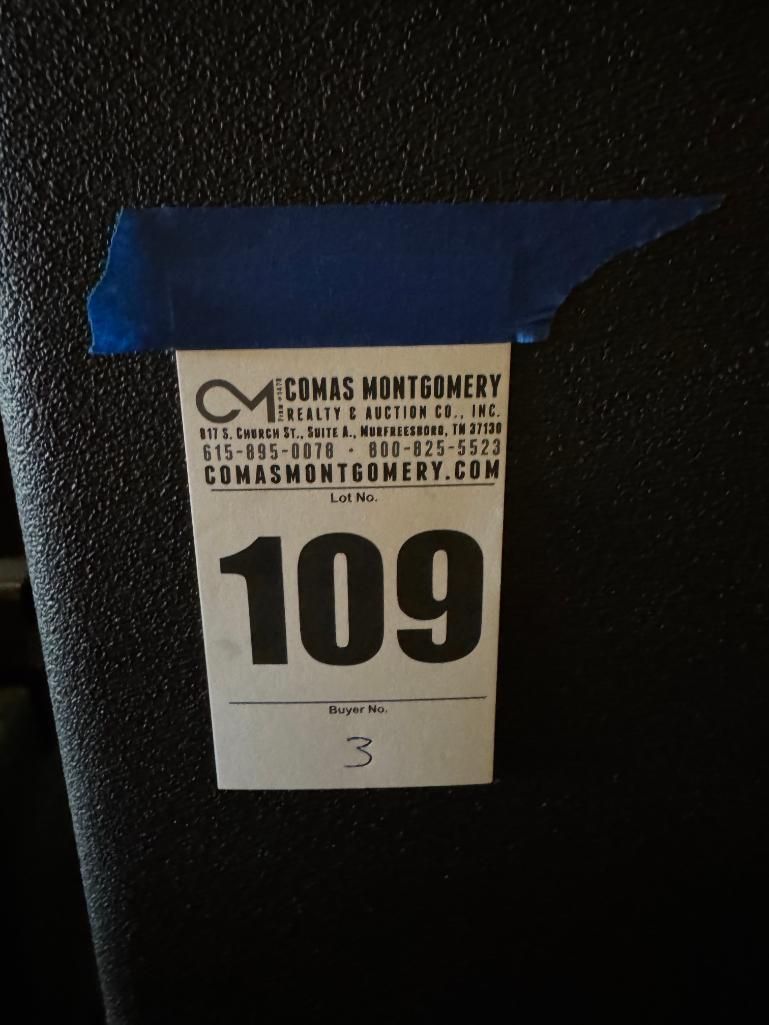 CM
COMAS MONTGOMERY
REALTY & AUCTION CO., INC.
817 S. CHURCH ST., SUITE A., MURFREESBORO, TN 37130
615-895-0078 • 800-825-5523
COMASMONTGOMERY.COM
Lot No.
109
Buyer No.
3